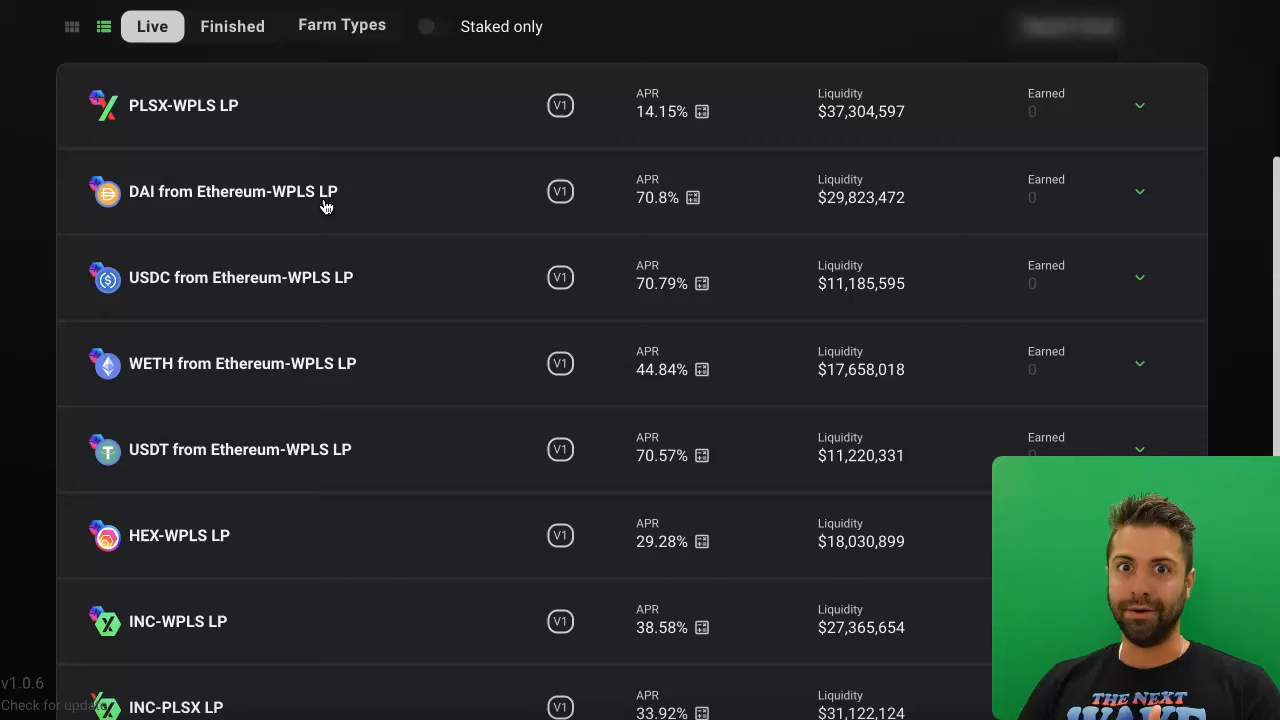 Live Finished Farm Types Staked only
PLSX-WPLS LP V1 APR 14.15% Liquidity $37,304,597 Earned 0
DAI from Ethereum-WPLS LP V1 APR 70.8% Liquidity $29,823,472 Earned 0
USDC from Ethereum-WPLS LP V1 APR 70.79% Liquidity $11,185,595 Earned 0
WETH from Ethereum-WPLS LP V1 APR 44.84% Liquidity $17,658,018 Earned 0
USDT from Ethereum-WPLS LP V1 APR 70.57% Liquidity $11,220,331 Earned
HEX-WPLS LP V1 APR 29.28% Liquidity $18,030,899
INC-WPLS LP V1 APR 38.58% Liquidity $27,365,654
v1.0.6
Check for upda
INC-PLSX LP V1 APR 33.92% Liquidity $31,122,124
THE NEXT